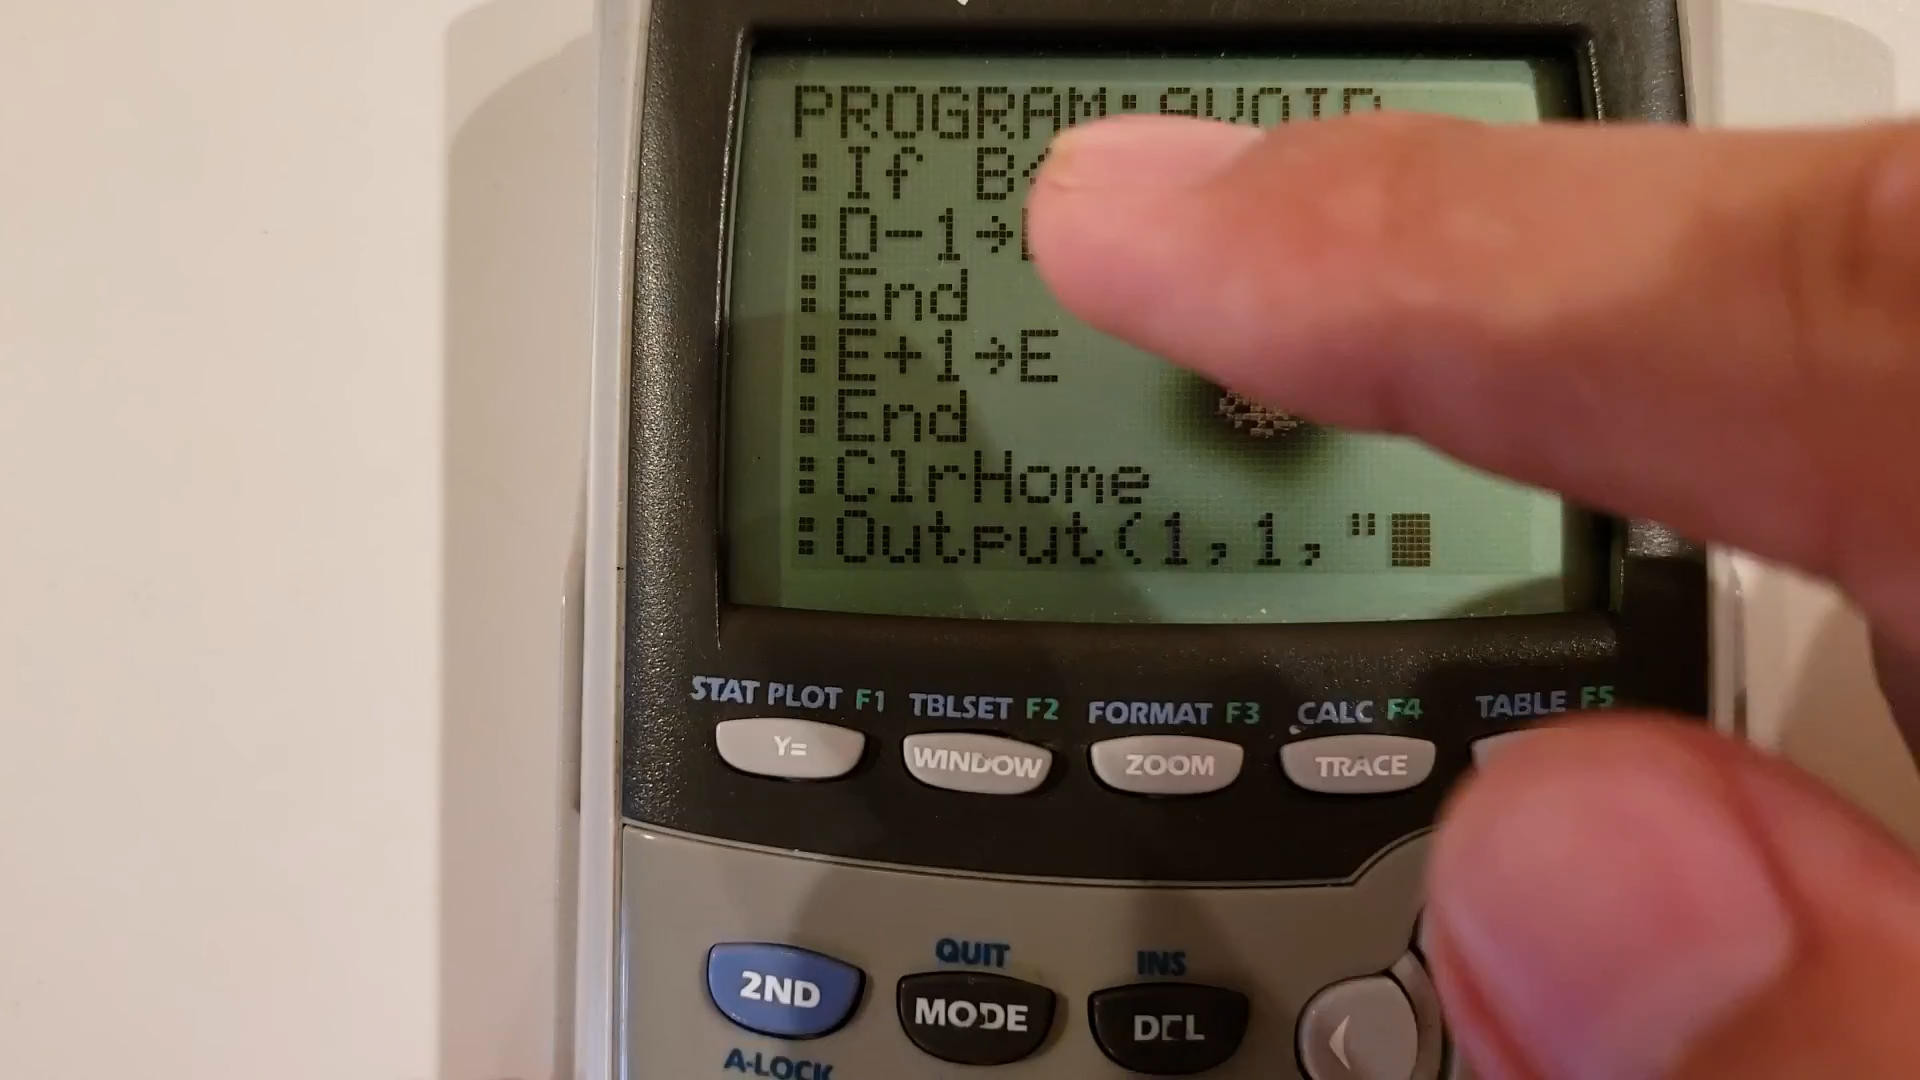 PROGRAM:AVOID
:If B
:D-1→
:End
:E+1→E
:End
:ClrHome
:Output(1,1,"
STAT PLOT F1 TBLSET F2 FORMAT F3 CALC F4 TABLE F5
Y= WINDOW ZOOM TRACE
QUIT INS
2ND MODE DEL
A-LOCK